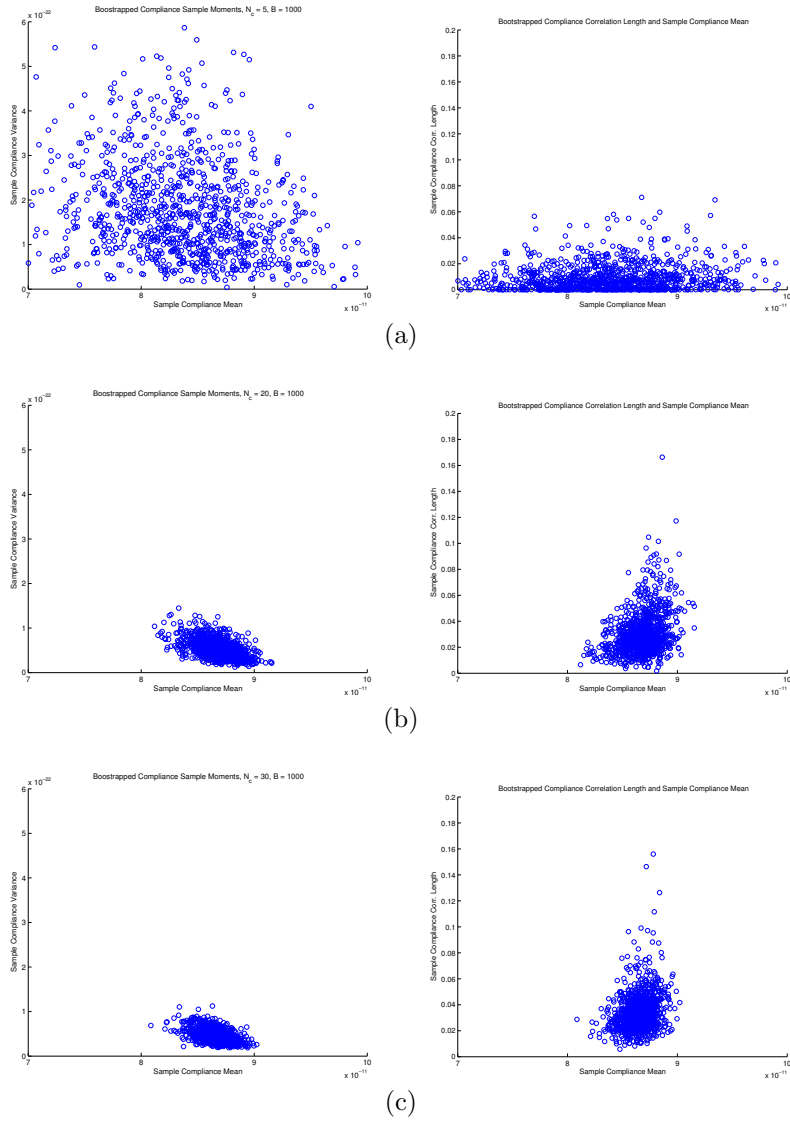 Boostrapped Compliance Sample Moments, N_c = 5, B = 1000
x 10^-22
6
5
4
3
2
1
0
Sample Compliance Variance
7 8 9 10
Sample Compliance Mean
x 10^-11
Bootstrapped Compliance Correlation Length and Sample Compliance Mean
0.2
0.18
0.16
0.14
0.12
0.1
0.08
0.06
0.04
0.02
0
Sample Compliance Corr. Length
7 8 9 10
Sample Compliance Mean
x 10^-11
(a)
Boostrapped Compliance Sample Moments, N_c = 20, B = 1000
x 10^-22
6
5
4
3
2
1
0
Sample Compliance Variance
7 8 9 10
Sample Compliance Mean
x 10^-11
Bootstrapped Compliance Correlation Length and Sample Compliance Mean
0.2
0.18
0.16
0.14
0.12
0.1
0.08
0.06
0.04
0.02
0
Sample Compliance Corr. Length
7 8 9 10
Sample Compliance Mean
x 10^-11
(b)
Boostrapped Compliance Sample Moments, N_c = 30, B = 1000
x 10^-22
6
5
4
3
2
1
0
Sample Compliance Variance
7 8 9 10
Sample Compliance Mean
x 10^-11
Bootstrapped Compliance Correlation Length and Sample Compliance Mean
0.2
0.18
0.16
0.14
0.12
0.1
0.08
0.06
0.04
0.02
0
Sample Compliance Corr. Length
7 8 9 10
Sample Compliance Mean
x 10^-11
(c)